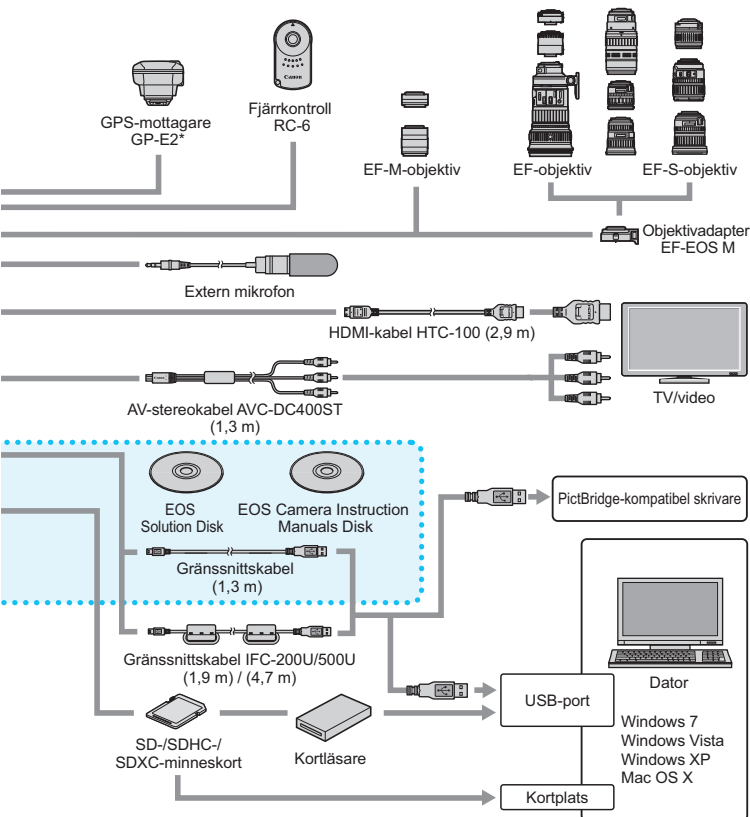 Canon
GPS-mottagare
GP-E2*
Fjärrkontroll
RC-6
EF-M-objektiv
EF-objektiv
EF-S-objektiv
Objektivadapter
EF-EOS M
Extern mikrofon
HDMI-kabel HTC-100 (2,9 m)
TV/video
AV-stereokabel AVC-DC400ST
(1,3 m)
EOS
Solution Disk
EOS Camera Instruction
Manuals Disk
PictBridge-kompatibel skrivare
Gränssnittskabel
(1,3 m)
Gränssnittskabel IFC-200U/500U
(1,9 m) / (4,7 m)
Dator
USB-port
Windows 7
Windows Vista
Windows XP
Mac OS X
SD-/SDHC-/
SDXC-minneskort
Kortläsare
Kortplats